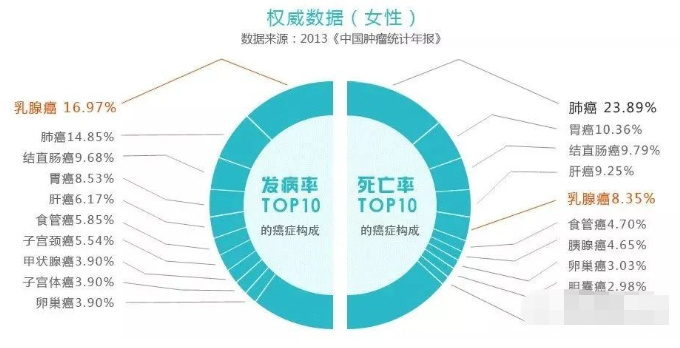 权威数据（女性）
数据来源：2013《中国肿瘤统计年报》
乳腺癌 16.97%
肺癌14.85%
结直肠癌9.68%
胃癌8.53%
肝癌6.17%
食管癌5.85%
子宫颈癌5.54%
甲状腺癌3.90%
子宫体癌3.90%
卵巢癌3.90%
发病率
TOP10
的癌症构成
死亡率
TOP10
的癌症构成
肺癌 23.89%
胃癌10.36%
结直肠癌9.79%
肝癌9.25%
乳腺癌8.35%
食管癌4.70%
胰腺癌4.65%
卵巢癌3.03%
胆囊癌2.98%